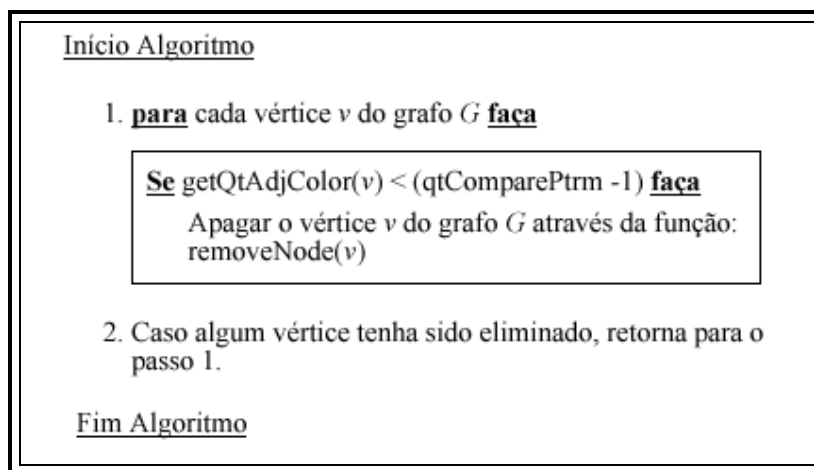 Início Algoritmo
1. para cada vértice v do grafo G faça
Se getQtAdjColor(v) < (qtComparePtrm -1) faça
Apagar o vértice v do grafo G através da função:
removeNode(v)
2. Caso algum vértice tenha sido eliminado, retorna para o
passo 1.
Fim Algoritmo